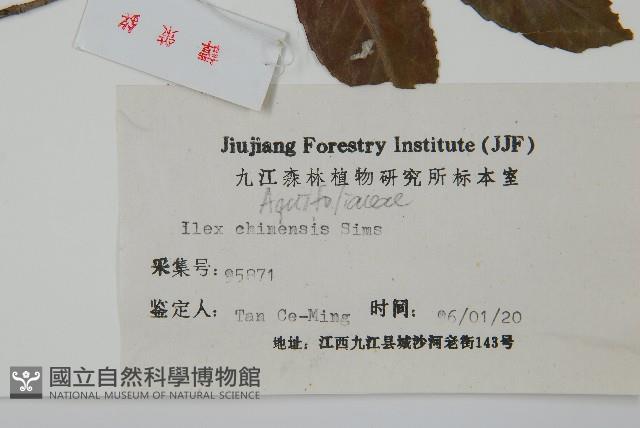 Jiujiang Forestry Institute (JJF)
九江森林植物研究所标本室
Aquifoliaceae
Ilex chinensis Sims
采集号: 95871
鉴定人: Tan Ce-Ming 时间: 96/01/20
地址: 江西九江县城沙河老街143号
國立自然科學博物館
NATIONAL MUSEUM OF NATURAL SCIENCE